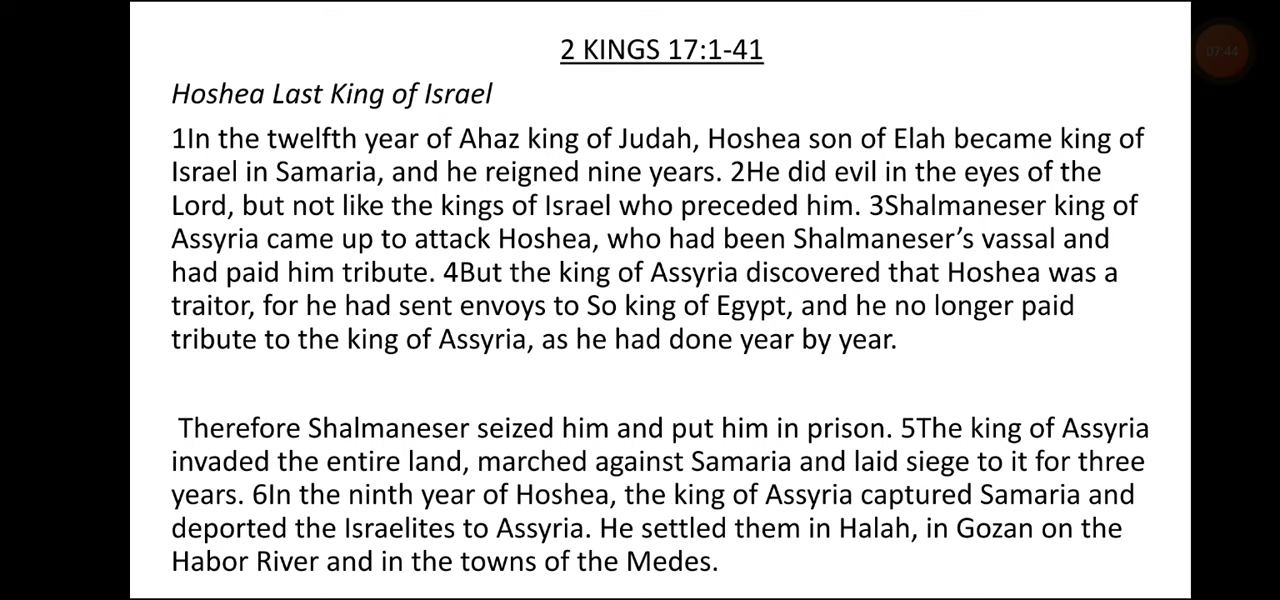 2 KINGS 17:1-41
07:44
Hoshea Last King of Israel
1In the twelfth year of Ahaz king of Judah, Hoshea son of Elah became king of
Israel in Samaria, and he reigned nine years. 2He did evil in the eyes of the
Lord, but not like the kings of Israel who preceded him. 3Shalmaneser king of
Assyria came up to attack Hoshea, who had been Shalmaneser’s vassal and
had paid him tribute. 4But the king of Assyria discovered that Hoshea was a
traitor, for he had sent envoys to So king of Egypt, and he no longer paid
tribute to the king of Assyria, as he had done year by year.
Therefore Shalmaneser seized him and put him in prison. 5The king of Assyria
invaded the entire land, marched against Samaria and laid siege to it for three
years. 6In the ninth year of Hoshea, the king of Assyria captured Samaria and
deported the Israelites to Assyria. He settled them in Halah, in Gozan on the
Habor River and in the towns of the Medes.